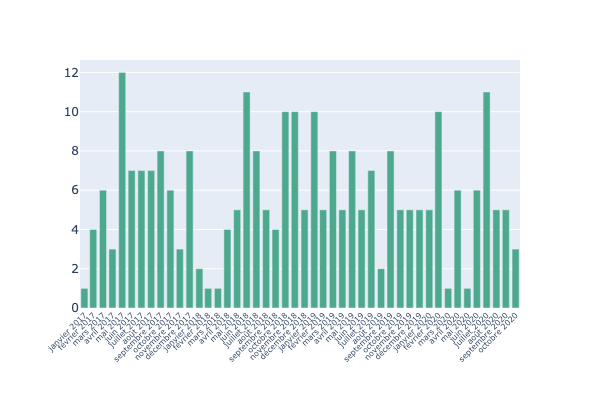 12
10
8
6
4
2
0
janvier 2017
février 2017
mars 2017
avril 2017
mai 2017
juin 2017
juillet 2017
août 2017
septembre 2017
octobre 2017
novembre 2017
décembre 2017
janvier 2018
février 2018
mars 2018
avril 2018
mai 2018
juin 2018
juillet 2018
août 2018
septembre 2018
octobre 2018
novembre 2018
décembre 2018
janvier 2019
février 2019
mars 2019
avril 2019
mai 2019
juin 2019
juillet 2019
août 2019
septembre 2019
octobre 2019
novembre 2019
décembre 2019
janvier 2020
février 2020
mars 2020
avril 2020
mai 2020
juin 2020
juillet 2020
août 2020
septembre 2020
octobre 2020